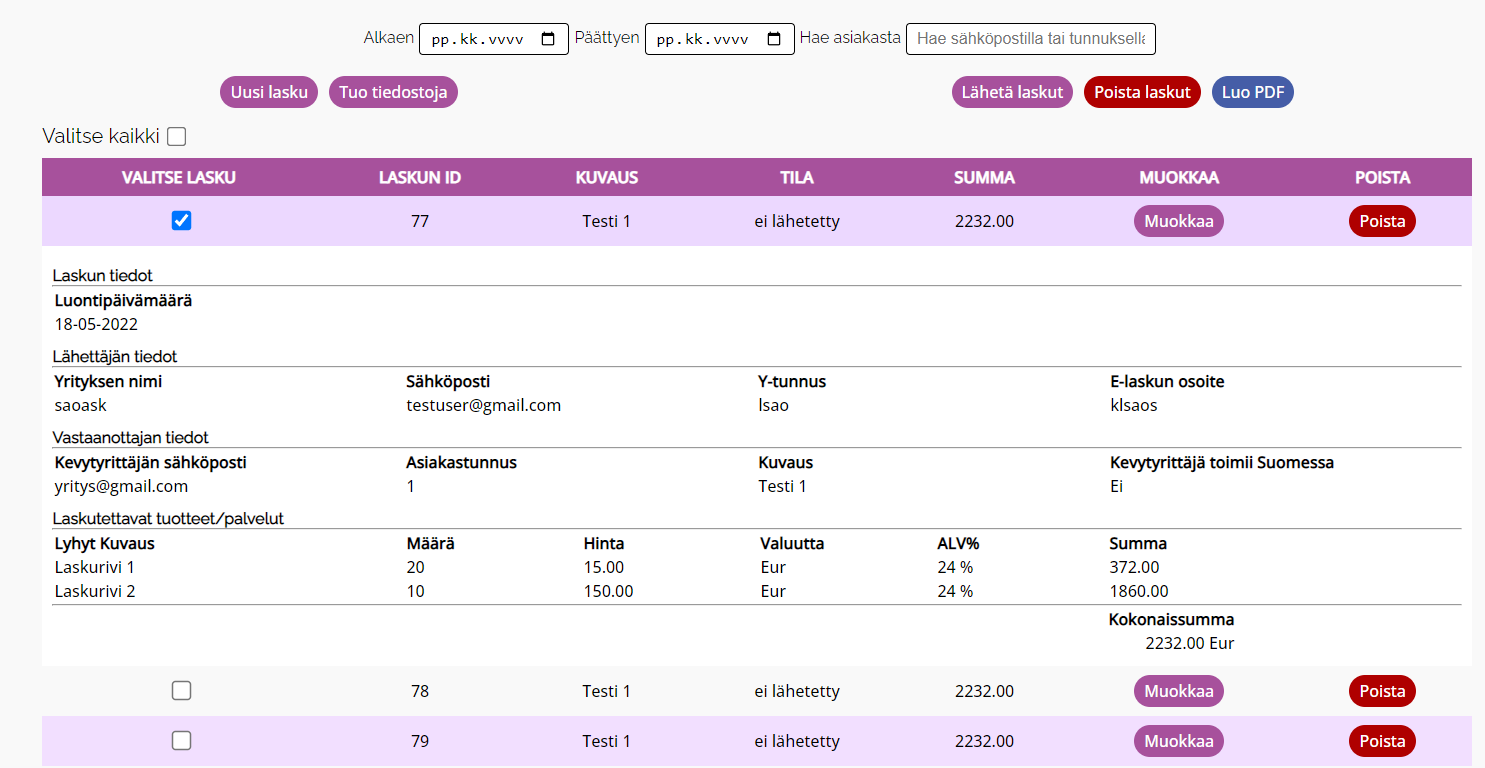 Alkaen pp.kk.vvvv Päättyen pp.kk.vvvv Hae asiakasta Hae sähköpostilla tai tunnuksella
Uusi lasku Tuo tiedostoja Lähetä laskut Poista laskut Luo PDF
Valitse kaikki
VALITSE LASKU LASKUN ID KUVAUS TILA SUMMA MUOKKAA POISTA
77 Testi 1 ei lähetetty 2232.00 Muokkaa Poista
Laskun tiedot
Luontipäivämäärä
18-05-2022
Lähettäjän tiedot
Yrityksen nimi Sähköposti Y-tunnus E-laskun osoite
saoask testuser@gmail.com lsao klsaos
Vastaanottajan tiedot
Kevytyrittäjän sähköposti Asiakastunnus Kuvaus Kevytyrittäjä toimii Suomessa
yritys@gmail.com 1 Testi 1 Ei
Laskutettavat tuotteet/palvelut
Lyhyt Kuvaus Määrä Hinta Valuutta ALV% Summa
Laskurivi 1 20 15.00 Eur 24 % 372.00
Laskurivi 2 10 150.00 Eur 24 % 1860.00
Kokonaissumma
2232.00 Eur
78 Testi 1 ei lähetetty 2232.00 Muokkaa Poista
79 Testi 1 ei lähetetty 2232.00 Muokkaa Poista